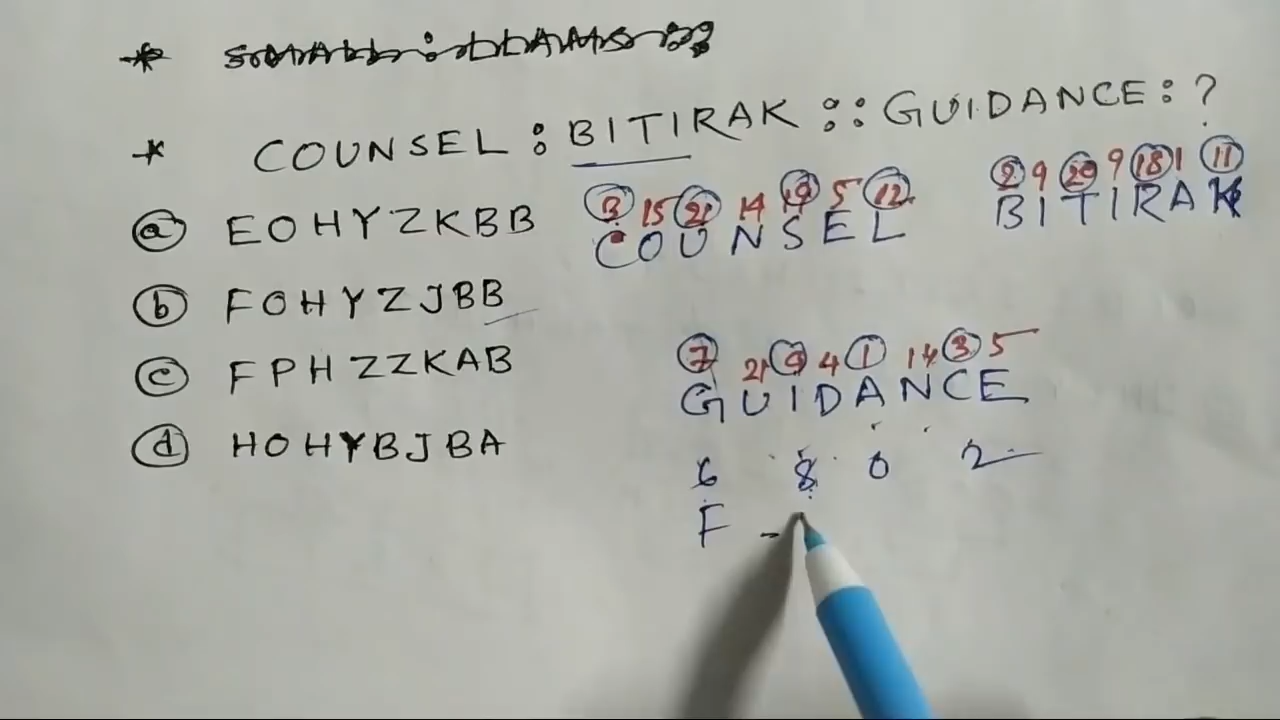 * COUNSEL : BITIRAK :: GUIDANCE : ?
a EOHYZKBB
b FOHYZJBB
c FPHZZKAB
d HOHYBJBA
3 15 21 14 19 5 12
COUNSEL
2 9 20 9 18 1 11
BITIRAK
7 21 9 4 1 14 3 5
GUIDANCE
6 8 0 2
F -